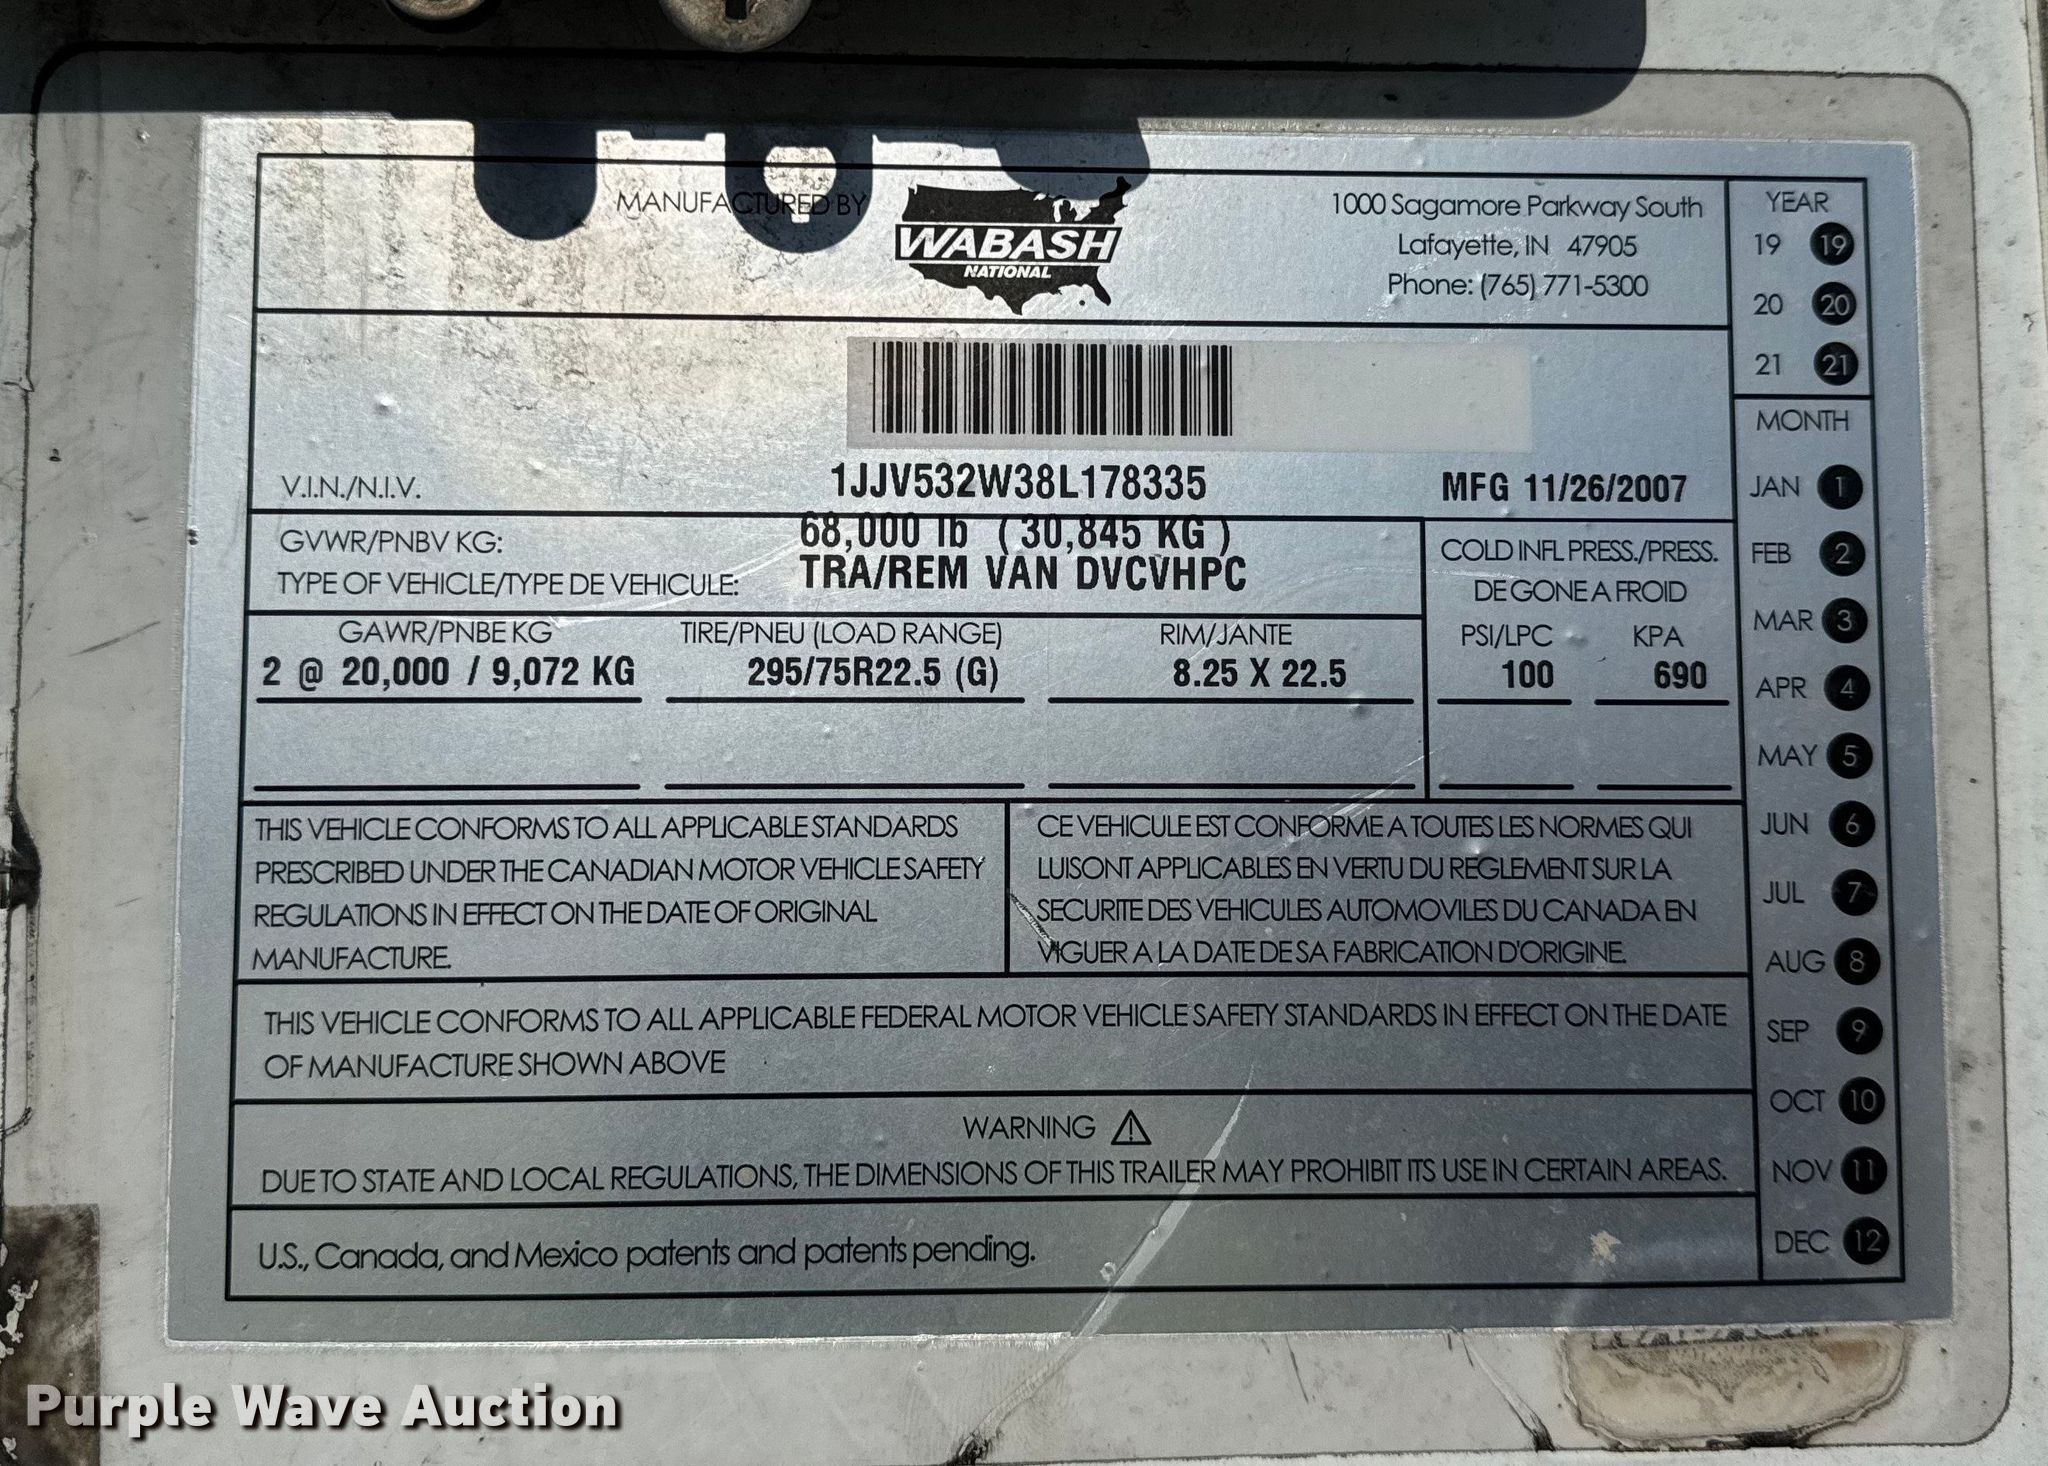 MANUFACTURED BY
WABASH
NATIONAL
1000 Sagamore Parkway South
Lafayette, IN 47905
Phone: (765) 771-5300
YEAR
19 19
20 20
21 21
V.I.N./N.I.V.
1JJV532W38L178335
MFG 11/26/2007
GVWR/PNBV KG:
68,000 lb ( 30,845 KG )
TYPE OF VEHICLE/TYPE DE VEHICULE:
TRA/REM VAN DVCVHPC
COLD INFL PRESS./PRESS.
DE GONE A FROID
GAWR/PNBE KG
TIRE/PNEU (LOAD RANGE)
RIM/JANTE
PSI/LPC
KPA
2 @ 20,000 / 9,072 KG
295/75R22.5 (G)
8.25 X 22.5
100
690
THIS VEHICLE CONFORMS TO ALL APPLICABLE STANDARDS
PRESCRIBED UNDER THE CANADIAN MOTOR VEHICLE SAFETY
REGULATIONS IN EFFECT ON THE DATE OF ORIGINAL
MANUFACTURE.
CE VEHICULE EST CONFORME A TOUTES LES NORMES QUI
LUISONT APPLICABLES EN VERTU DU REGLEMENT SUR LA
SECURITE DES VEHICULES AUTOMOVILES DU CANADA EN
VIGUER A LA DATE DE SA FABRICATION D'ORIGINE.
THIS VEHICLE CONFORMS TO ALL APPLICABLE FEDERAL MOTOR VEHICLE SAFETY STANDARDS IN EFFECT ON THE DATE
OF MANUFACTURE SHOWN ABOVE
WARNING
DUE TO STATE AND LOCAL REGULATIONS, THE DIMENSIONS OF THIS TRAILER MAY PROHIBIT ITS USE IN CERTAIN AREAS.
U.S., Canada, and Mexico patents and patents pending.
MONTH
JAN 1
FEB 2
MAR 3
APR 4
MAY 5
JUN 6
JUL 7
AUG 8
SEP 9
OCT 10
NOV 11
DEC 12
Purple Wave Auction